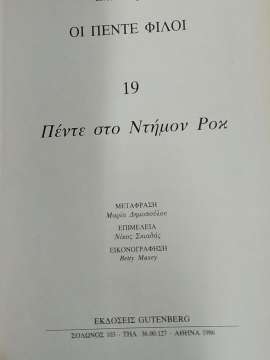 ΟΙ ΠΕΝΤΕ ΦΙΛΟΙ
19
Πέντε στο Ντήμον Ροκ
ΜΕΤΑΦΡΑΣΗ
Μαρία Δημοπούλου
ΕΠΙΜΕΛΕΙΑ
Νίκος Σκιαδάς
ΕΙΚΟΝΟΓΡΑΦΗΣΗ
Betty Maxey
ΕΚΔΟΣΕΙΣ GUTENBERG
ΣΟΛΩΝΟΣ 103 - ΤΗΛ. 36.00.127 - ΑΘΗΝΑ 1986